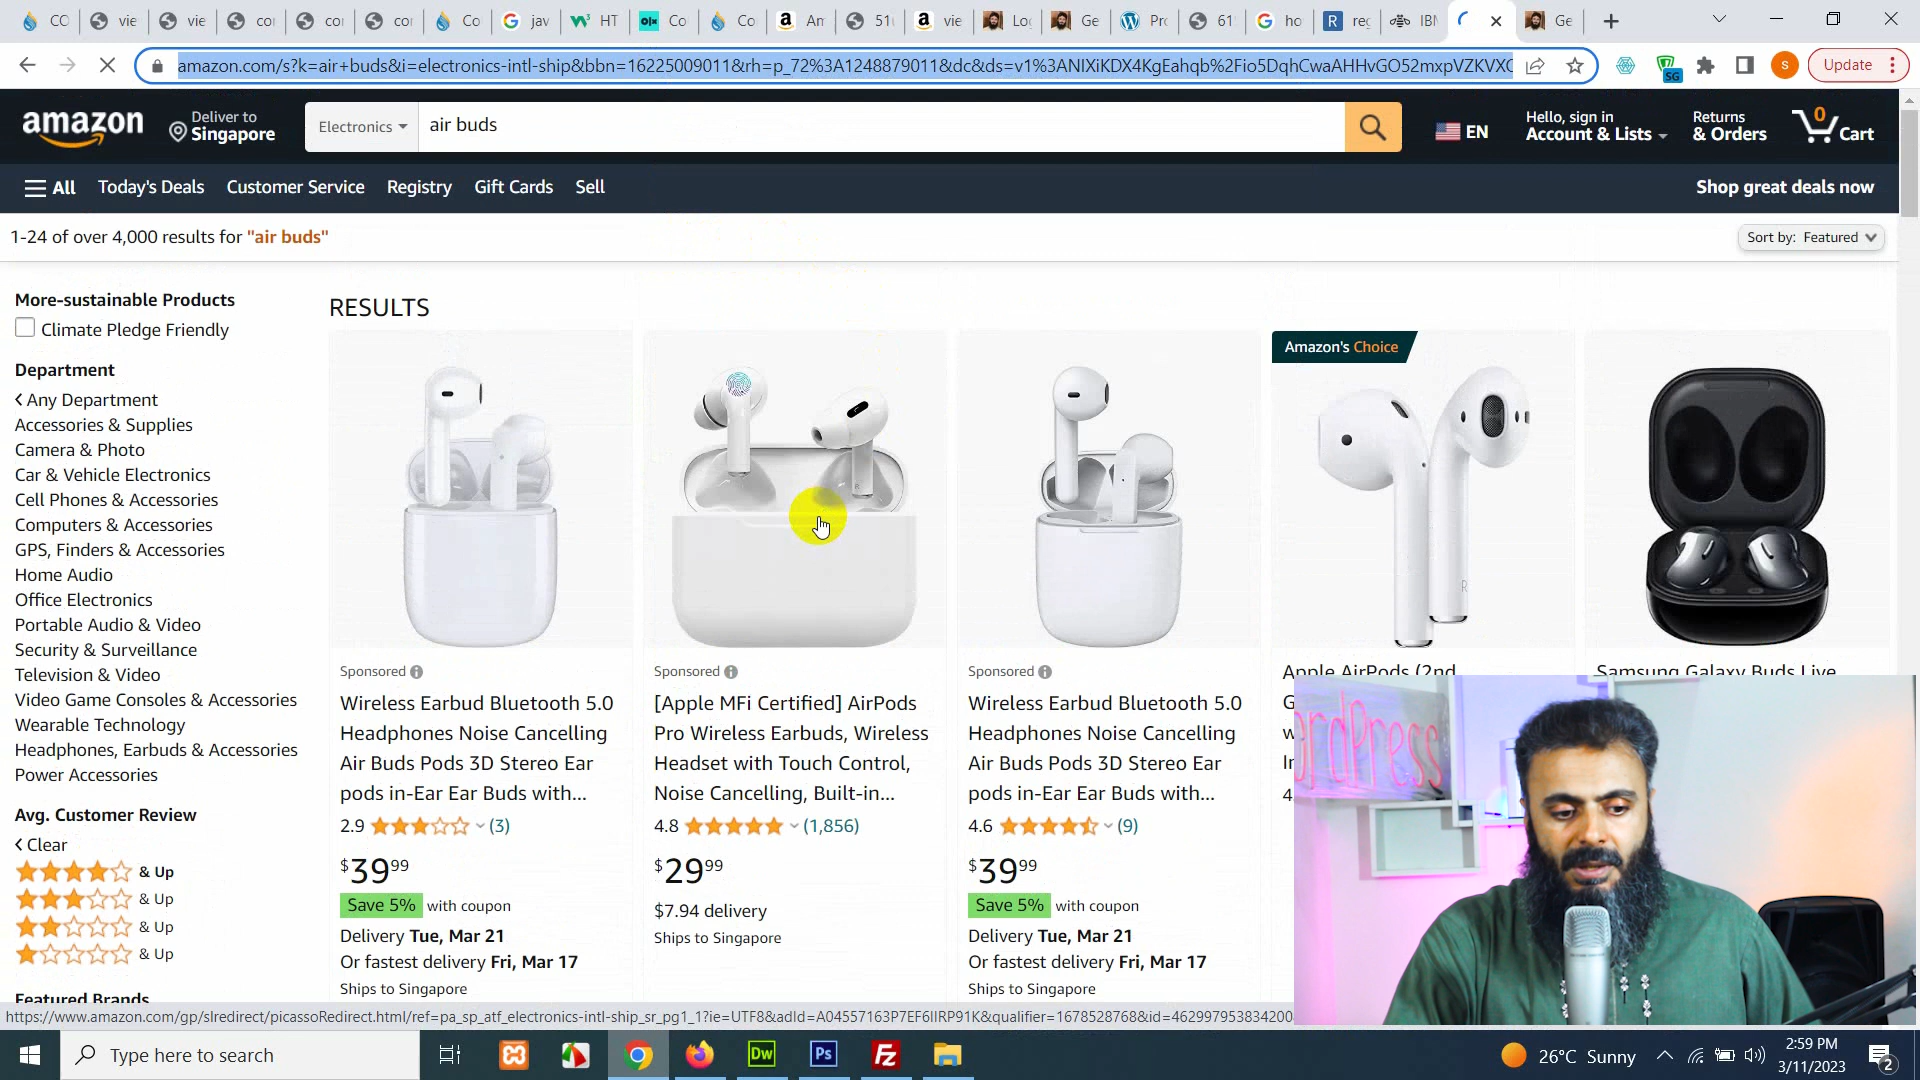 CO
vie
vie
cor
cor
cor
Co
jav
HT
Co
Co
An
51
vie
Lo
Ge
Pro
61
ho
rec
IBM
Ge
amazon.com/s?k=air+buds&i=electronics-intl-ship&bbn=16225009011&rh=p_72%3A1248879011&dc&ds=v1%3ANIXiKDX4KgEahqb%2Fio5DqhCwaAHHvGO52mxpVZKVXC
SG
S
Update
amazon
Deliver to
Singapore
Electronics
air buds
EN
Hello, sign in
Account & Lists
Returns
& Orders
0
Cart
All
Today's Deals
Customer Service
Registry
Gift Cards
Sell
Shop great deals now
1-24 of over 4,000 results for "air buds"
Sort by: Featured
More-sustainable Products
Climate Pledge Friendly
Department
Any Department
Accessories & Supplies
Camera & Photo
Car & Vehicle Electronics
Cell Phones & Accessories
Computers & Accessories
GPS, Finders & Accessories
Home Audio
Office Electronics
Portable Audio & Video
Security & Surveillance
Television & Video
Video Game Consoles & Accessories
Wearable Technology
Headphones, Earbuds & Accessories
Power Accessories
Avg. Customer Review
Clear
& Up
& Up
& Up
& Up
Featured Brands
RESULTS
Sponsored
Wireless Earbud Bluetooth 5.0
Headphones Noise Cancelling
Air Buds Pods 3D Stereo Ear
pods in-Ear Ear Buds with...
2.9 (3)
$39.99
Save 5% with coupon
Delivery Tue, Mar 21
Or fastest delivery Fri, Mar 17
Ships to Singapore
R
Sponsored
[Apple MFi Certified] AirPods
Pro Wireless Earbuds, Wireless
Headset with Touch Control,
Noise Cancelling, Built-in...
4.8 (1,856)
$29.99
$7.94 delivery
Ships to Singapore
Sponsored
Wireless Earbud Bluetooth 5.0
Headphones Noise Cancelling
Air Buds Pods 3D Stereo Ear
pods in-Ear Ear Buds with...
4.6 (9)
$39.99
Save 5% with coupon
Delivery Tue, Mar 21
Or fastest delivery Fri, Mar 17
Ships to Singapore
Amazon's Choice
R
Apple AirPods (2nd
Samsung Galaxy Buds Live
ordPress
https://www.amazon.com/gp/slredirect/picassoRedirect.html/ref=pa_sp_atf_electronics-intl-ship_sr_pg1_1?ie=UTF8&adId=A04557163P7EF6IIRP91K&qualifier=1678528768&id=4629979538342004
Type here to search
Dw
Ps
Fz
26°C Sunny
2:59 PM
3/11/2023
2